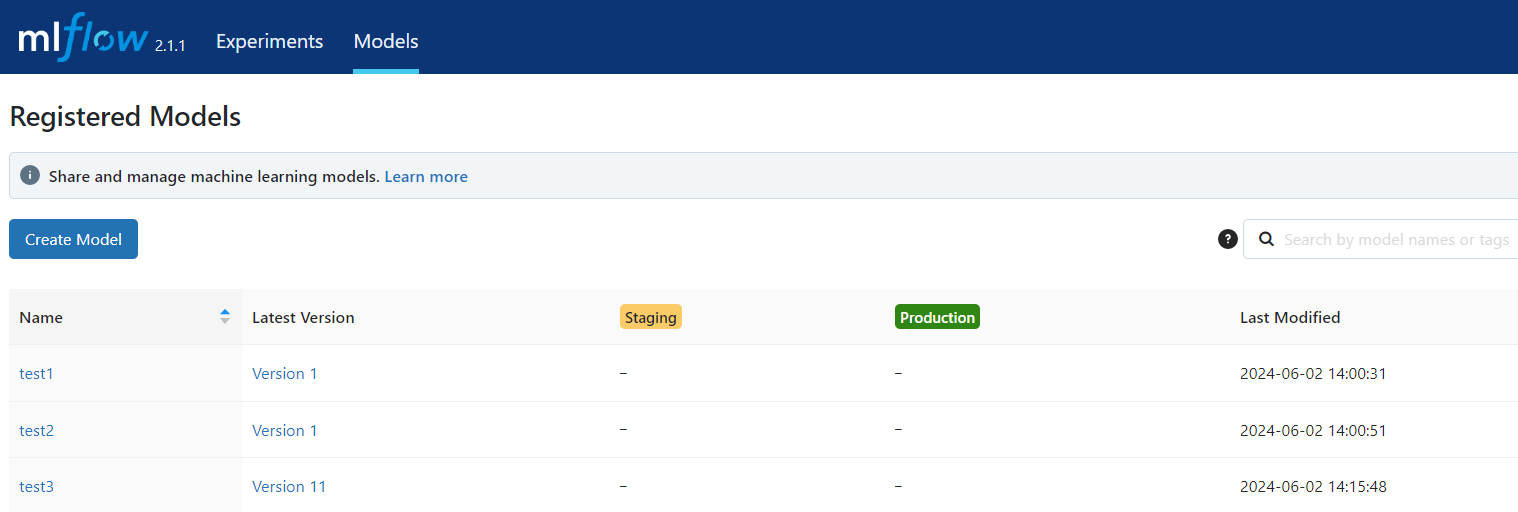 mlflow 2.1.1 Experiments Models
Registered Models
Share and manage machine learning models. Learn more
Create Model
Search by model names or tags
Name Latest Version Staging Production Last Modified
test1 Version 1 – – 2024-06-02 14:00:31
test2 Version 1 – – 2024-06-02 14:00:51
test3 Version 11 – – 2024-06-02 14:15:48